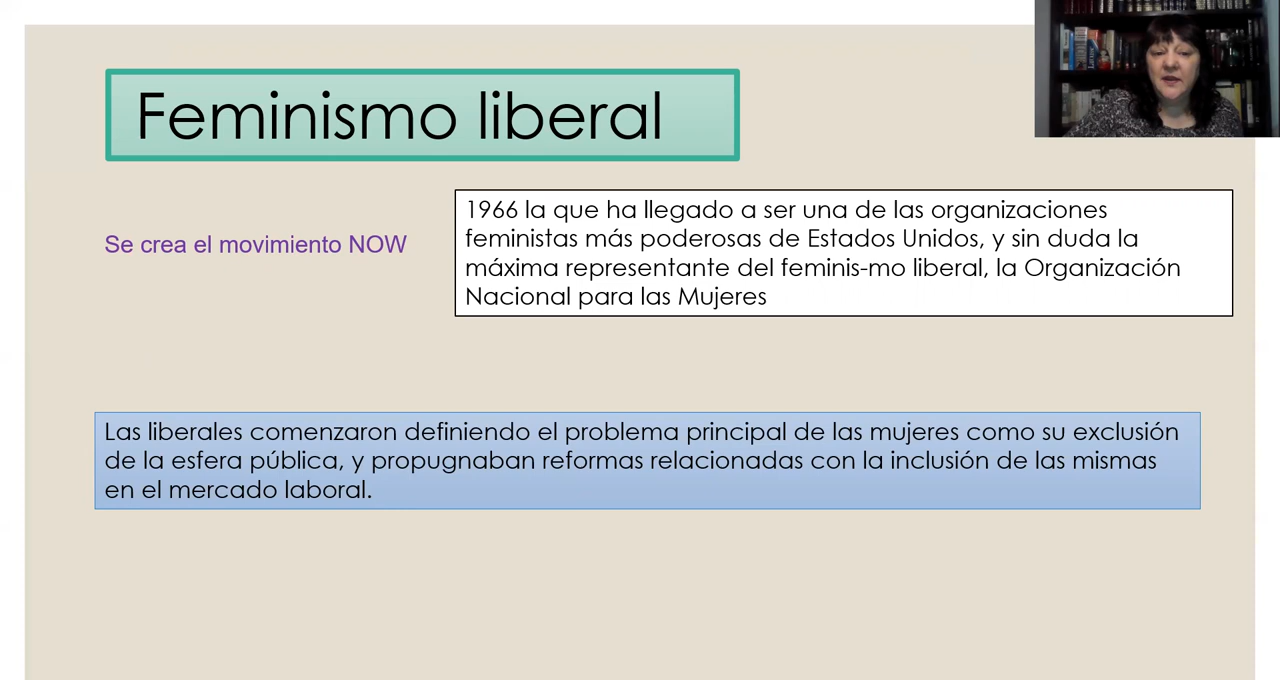 Feminismo liberal
Se crea el movimiento NOW
1966 la que ha llegado a ser una de las organizaciones
feministas más poderosas de Estados Unidos, y sin duda la
máxima representante del feminis-mo liberal, la Organización
Nacional para las Mujeres
Las liberales comenzaron definiendo el problema principal de las mujeres como su exclusión
de la esfera pública, y propugnaban reformas relacionadas con la inclusión de las mismas
en el mercado laboral.